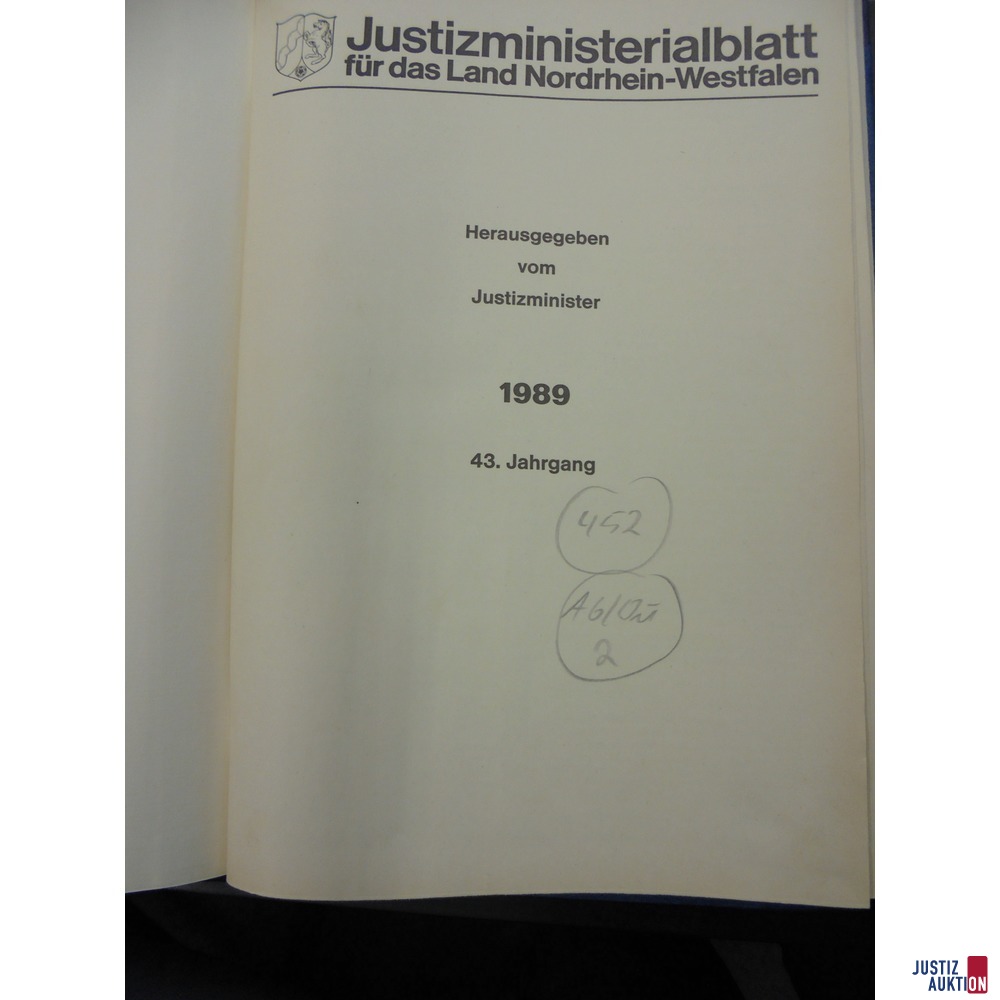 Justizministerialblatt
für das Land Nordrhein-Westfalen
Herausgegeben
vom
Justizminister
1989
43. Jahrgang
452
2
JUSTIZ
AUKTION